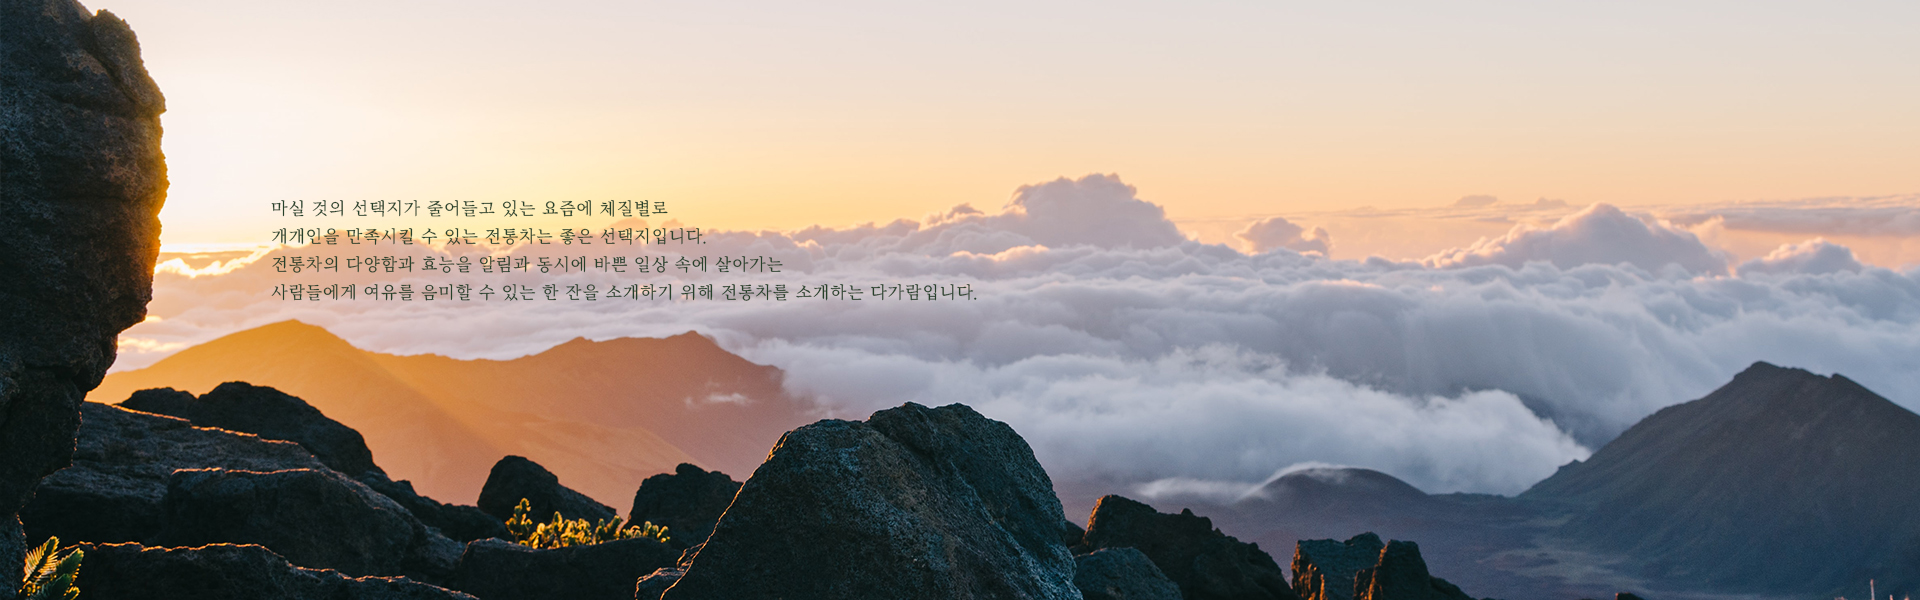 마실 것의 선택지가 줄어들고 있는 요즘에 체질별로
개개인을 만족시킬 수 있는 전통차는 좋은 선택지입니다.
전통차의 다양함과 효능을 알림과 동시에 바쁜 일상 속에 살아가는
사람들에게 여유를 음미할 수 있는 한 잔을 소개하기 위해 전통차를 소개하는 다가람입니다.